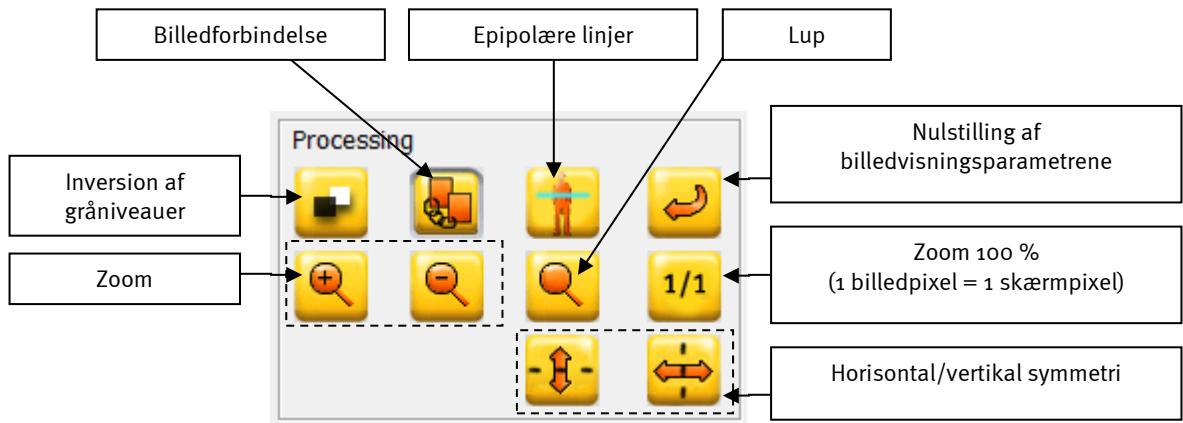 Billedforbindelse
Epipolære linjer
Lup
Processing
Nulstilling af
billedvisningsparametrene
Inversion af
gråniveauer
Zoom
1/1
Zoom 100 %
(1 billedpixel = 1 skærmpixel)
Horisontal/vertikal symmetri